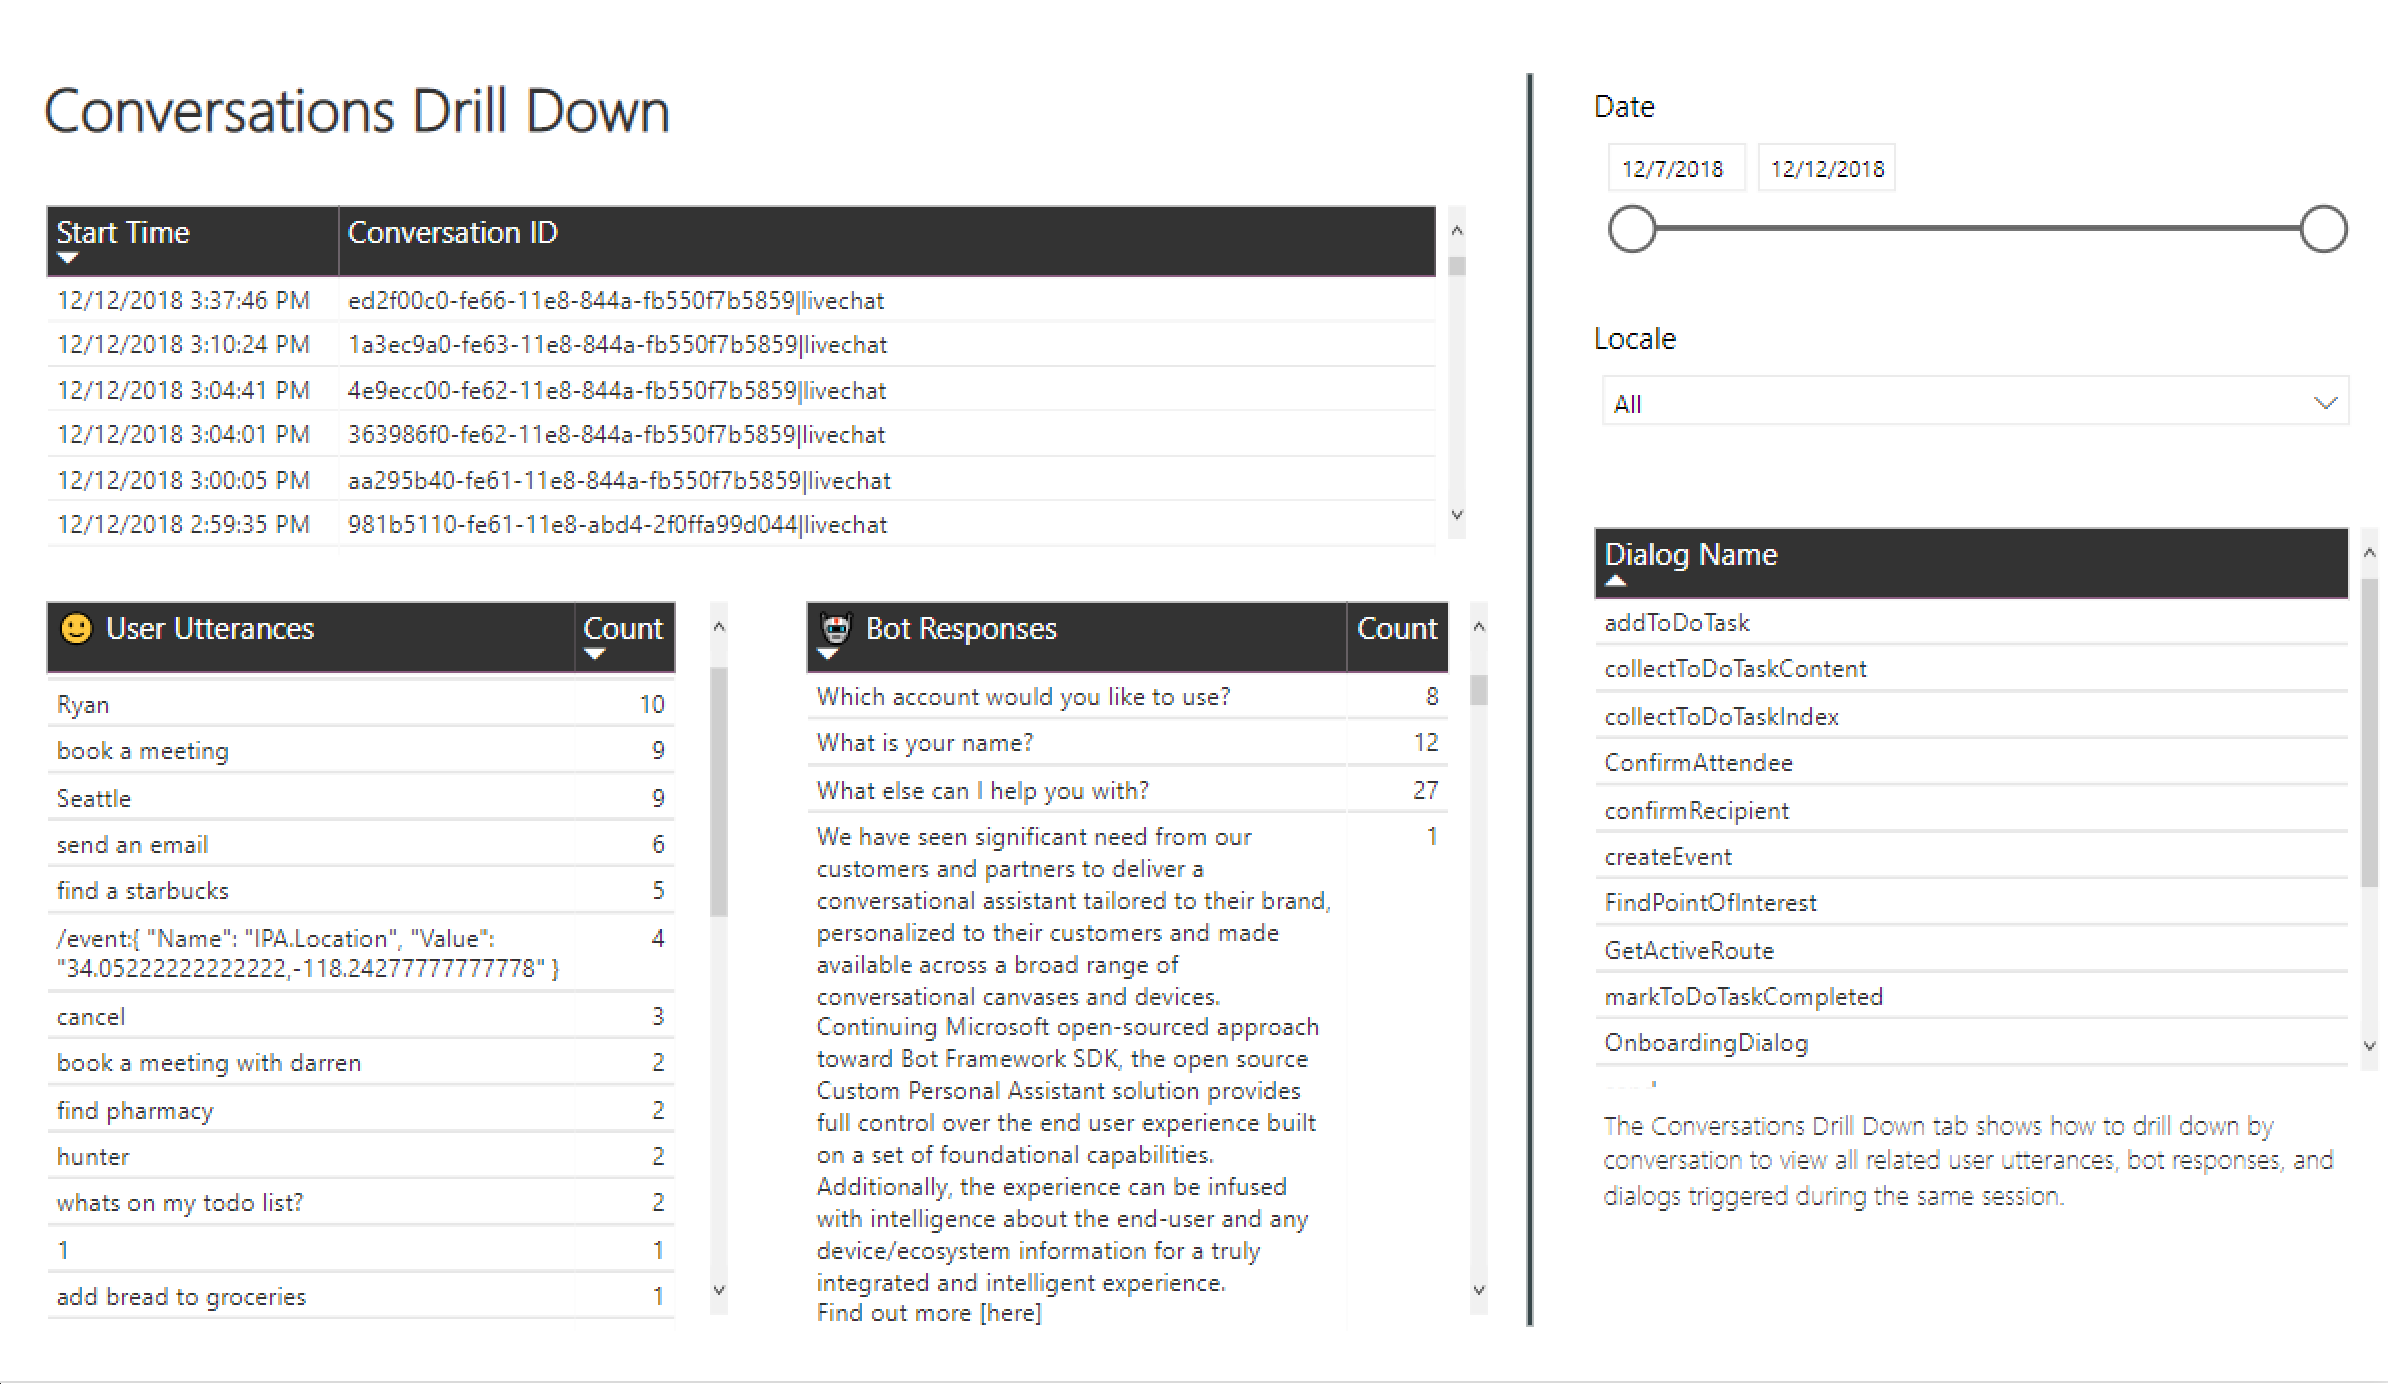 Conversations Drill Down
Start Time Conversation ID
12/12/2018 3:37:46 PM ed2f00c0-fe66-11e8-844a-fb550f7b5859|livechat
12/12/2018 3:10:24 PM 1a3ec9a0-fe63-11e8-844a-fb550f7b5859|livechat
12/12/2018 3:04:41 PM 4e9ecc00-fe62-11e8-844a-fb550f7b5859|livechat
12/12/2018 3:04:01 PM 363986f0-fe62-11e8-844a-fb550f7b5859|livechat
12/12/2018 3:00:05 PM aa295b40-fe61-11e8-844a-fb550f7b5859|livechat
12/12/2018 2:59:35 PM 981b5110-fe61-11e8-abd4-2f0ffa99d044|livechat
User Utterances Count
Ryan 10
book a meeting 9
Seattle 9
send an email 6
find a starbucks 5
/event:{ "Name": "IPA.Location", "Value": 4
"34.05222222222222,-118.24277777777778" }
cancel 3
book a meeting with darren 2
find pharmacy 2
hunter 2
whats on my todo list? 2
1 1
add bread to groceries 1
Bot Responses Count
Which account would you like to use? 8
What is your name? 12
What else can I help you with? 27
We have seen significant need from our 1
customers and partners to deliver a
conversational assistant tailored to their brand,
personalized to their customers and made
available across a broad range of
conversational canvases and devices.
Continuing Microsoft open-sourced approach
toward Bot Framework SDK, the open source
Custom Personal Assistant solution provides
full control over the end user experience built
on a set of foundational capabilities.
Additionally, the experience can be infused
with intelligence about the end-user and any
device/ecosystem information for a truly
integrated and intelligent experience.
Find out more [here]
Date
12/7/2018 12/12/2018
Locale
All
Dialog Name
addToDoTask
collectToDoTaskContent
collectToDoTaskIndex
ConfirmAttendee
confirmRecipient
createEvent
FindPointOfInterest
GetActiveRoute
markToDoTaskCompleted
OnboardingDialog
The Conversations Drill Down tab shows how to drill down by
conversation to view all related user utterances, bot responses, and
dialogs triggered during the same session.